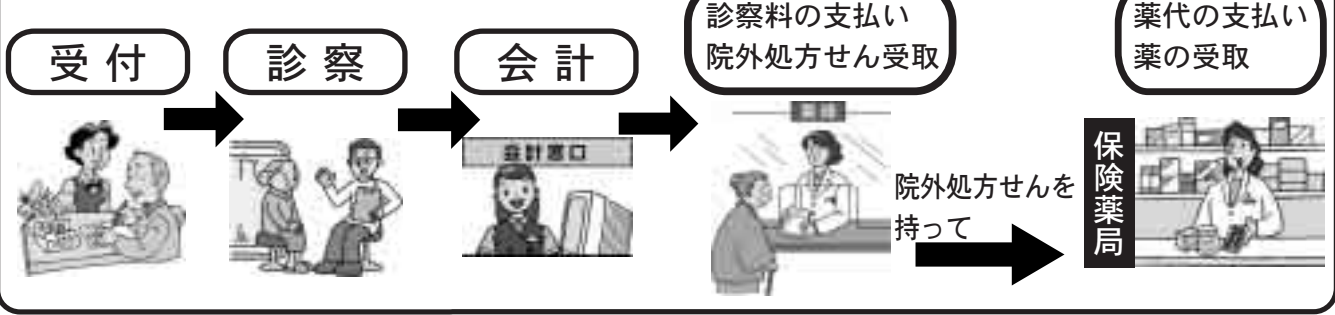 受付
診察
会計
診察料の支払い
院外処方せん受取
薬代の支払い
薬の受取
会計窓口
院外処方せんを
持って
保険薬局